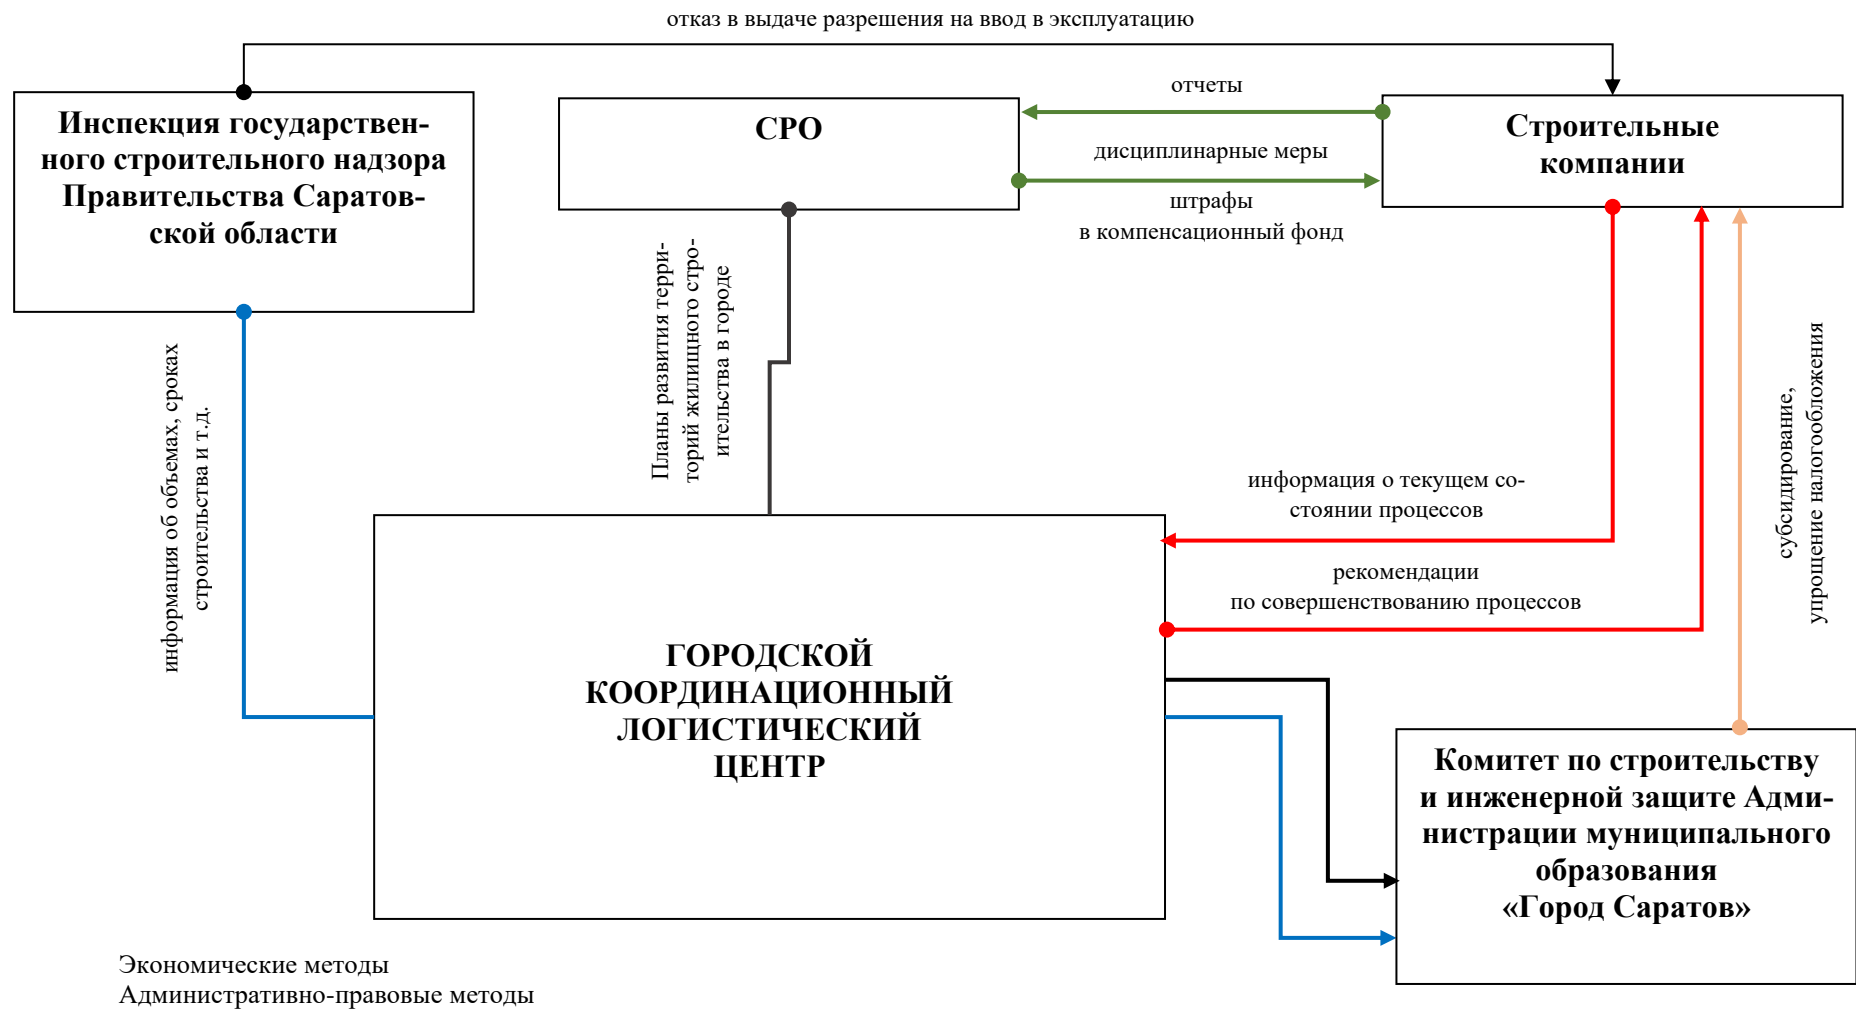 отказ в выдаче разрешения на ввод в эксплуатацию
Инспекция государствен-
ного строительного надзора
Правительства Саратов-
ской области
СРО
отчеты
дисциплинарные меры
штрафы
в компенсационный фонд
Строительные
компании
информация об объемах, сроках
строительства и т.д.
Планы развития терри-
торий жилищного стро-
ительства в городе
информация о текущем со-
стоянии процессов
рекомендации
по совершенствованию процессов
субсидирование,
упрощение налогообложения
ГОРОДСКОЙ
КООРДИНАЦИОННЫЙ
ЛОГИСТИЧЕСКИЙ
ЦЕНТР
Комитет по строительству
и инженерной защите Адми-
нистрации муниципального
образования
«Город Саратов»
Экономические методы
Административно-правовые методы